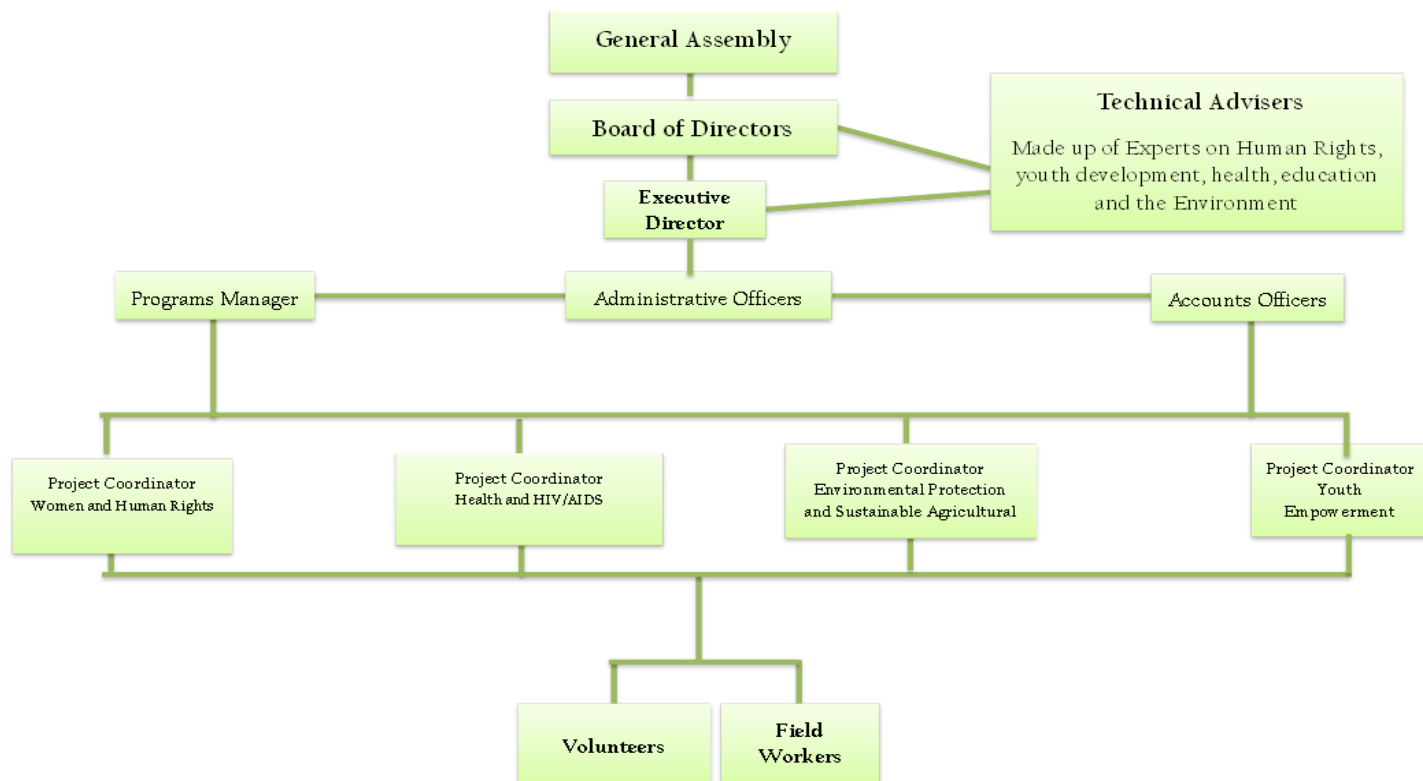 General Assembly
Board of Directors
Technical Advisers
Made up of Experts on Human Rights,
youth development, health, education
and the Environment
Executive
Director
Programs Manager
Administrative Officers
Accounts Officers
Project Coordinator
Women and Human Rights
Project Coordinator
Health and HIV/AIDS
Project Coordinator
Environmental Protection
and Sustainable Agricultural
Project Coordinator
Youth
Empowerment
Volunteers
Field
Workers